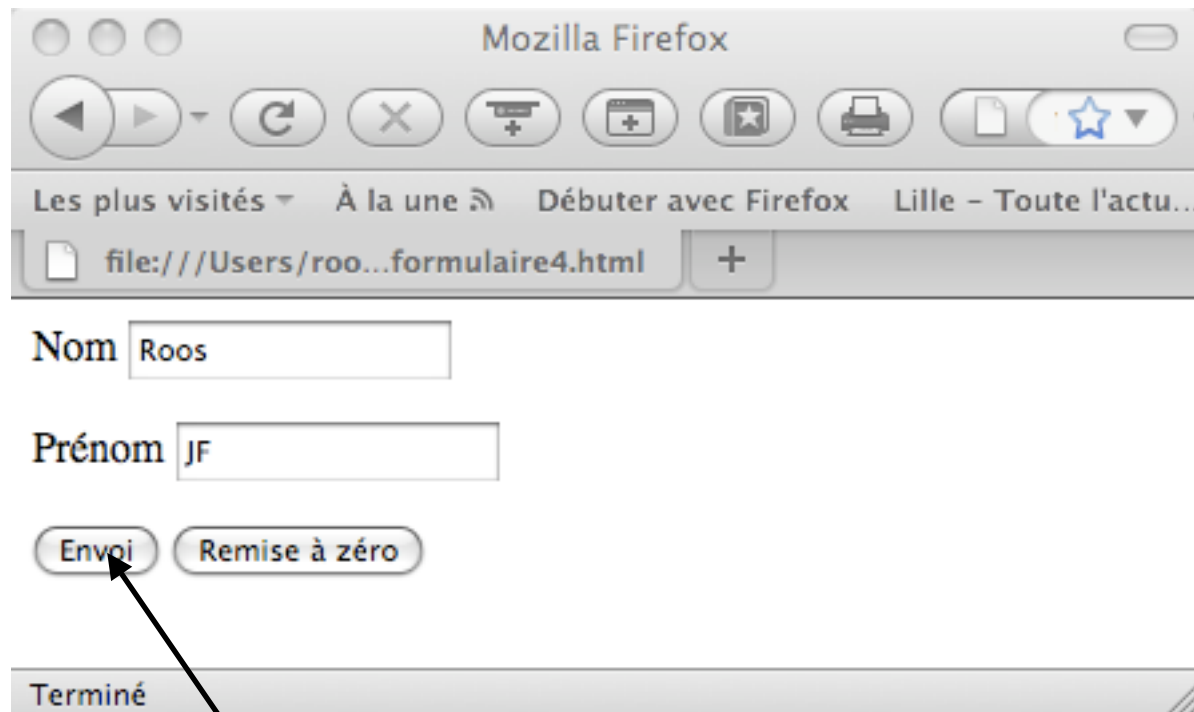 Mozilla Firefox
Les plus visités À la une Débuter avec Firefox Lille – Toute l'actu...
file:///Users/roo...formulaire4.html +
Nom Roos
Prénom JF
Envoi Remise à zéro
Terminé